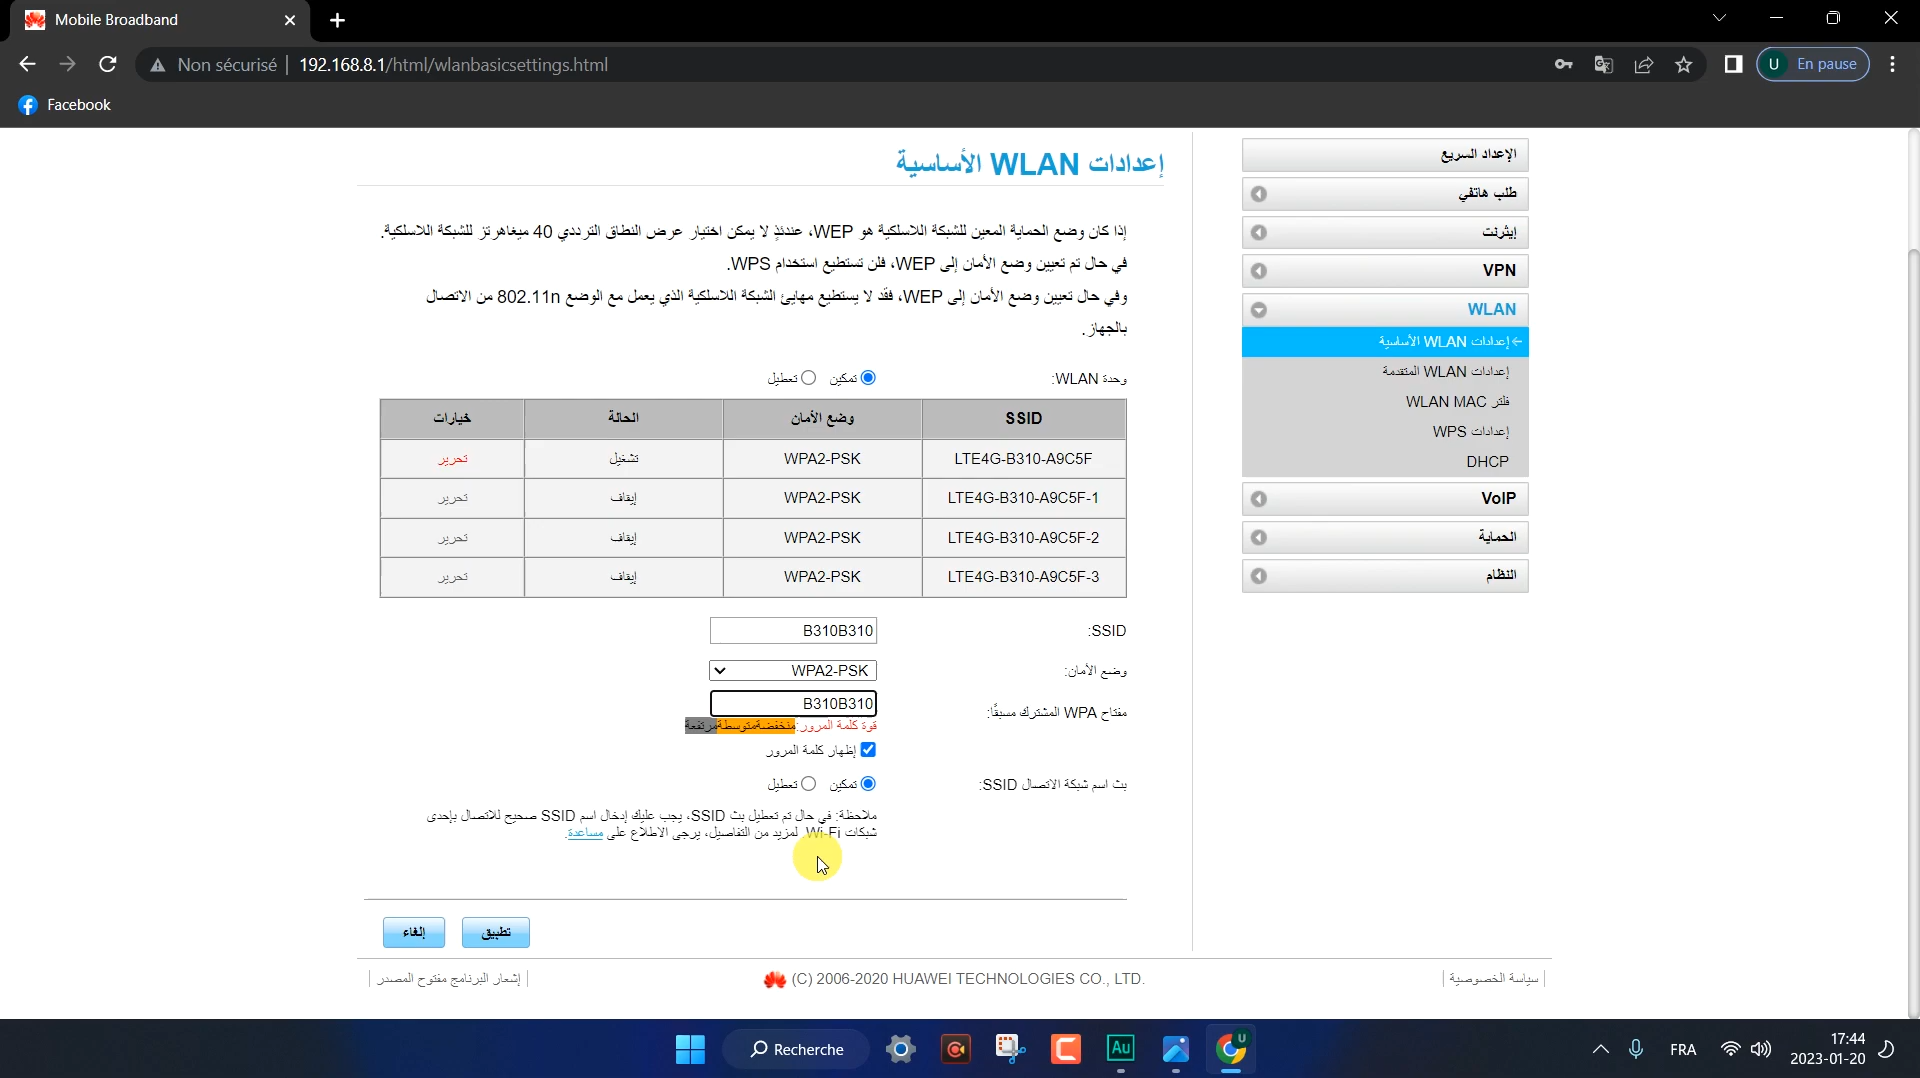 Mobile Broadband
Non sécurisé 192.168.8.1/html/wlanbasicsettings.html
U En pause
Facebook
الإعداد السريع
طلب هاتفي
إيثرنت
VPN
WLAN
إعدادات WLAN الأساسية
إعدادات WLAN المتقدمة
فلتر WLAN MAC
إعدادات WPS
DHCP
VoIP
الحماية
النظام
إعدادات WLAN الأساسية
إذا كان وضع الحماية المعين للشبكة اللاسلكية هو WEP، عندئذٍ لا يمكن اختيار عرض النطاق الترددي 40 ميغاهرتز للشبكة اللاسلكية.
في حال تم تعيين وضع الأمان إلى WEP، فلن تستطيع استخدام WPS.
وفي حال تعيين وضع الأمان إلى WEP، فقد لا يستطيع مهايئ الشبكة اللاسلكية الذي يعمل مع الوضع 802.11n من الاتصال
بالجهاز.
وحدة WLAN: تمكين تعطيل
SSID وضع الأمان الحالة خيارات
LTE4G-B310-A9C5F WPA2-PSK تشغيل تحرير
LTE4G-B310-A9C5F-1 WPA2-PSK إيقاف تحرير
LTE4G-B310-A9C5F-2 WPA2-PSK إيقاف تحرير
LTE4G-B310-A9C5F-3 WPA2-PSK إيقاف تحرير
SSID: B310B310
وضع الأمان: WPA2-PSK
مفتاح WPA المشترك مسبقًا: B310B310
قوة كلمة المرور: منخفضة متوسطة مرتفعة
إظهار كلمة المرور
بث اسم شبكة الاتصال SSID: تمكين تعطيل
ملاحظة: في حال تم تعطيل بث SSID، يجب عليك إدخال اسم SSID صحيح للاتصال بإحدى
شبكات Wi-Fi. لمزيد من التفاصيل، يرجى الاطلاع على مساعدة.
تطبيق إلغاء
سياسة الخصوصية (C) 2006-2020 HUAWEI TECHNOLOGIES CO., LTD. إشعار البرنامج مفتوح المصدر
Recherche
Au
U
FRA
17:44
2023-01-20